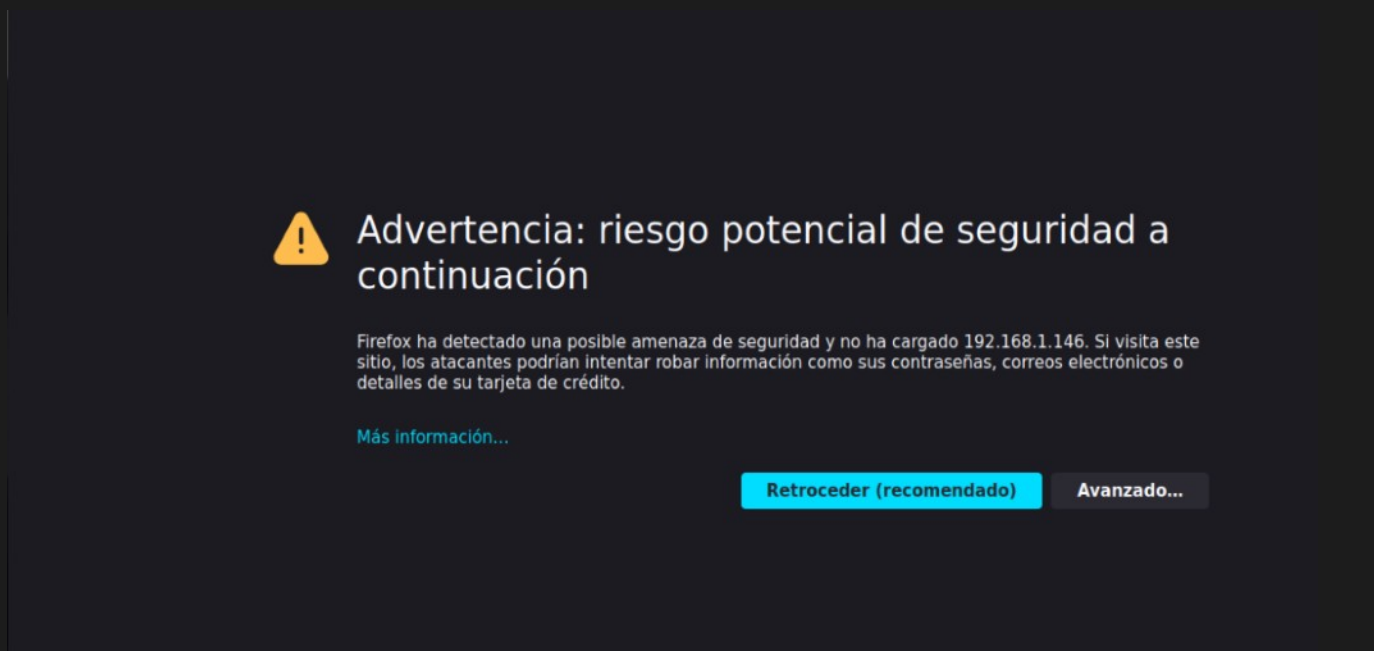 Advertencia: riesgo potencial de seguridad a
continuación
Firefox ha detectado una posible amenaza de seguridad y no ha cargado 192.168.1.146. Si visita este
sitio, los atacantes podrían intentar robar información como sus contraseñas, correos electrónicos o
detalles de su tarjeta de crédito.
Más información...
Retroceder (recomendado) Avanzado...